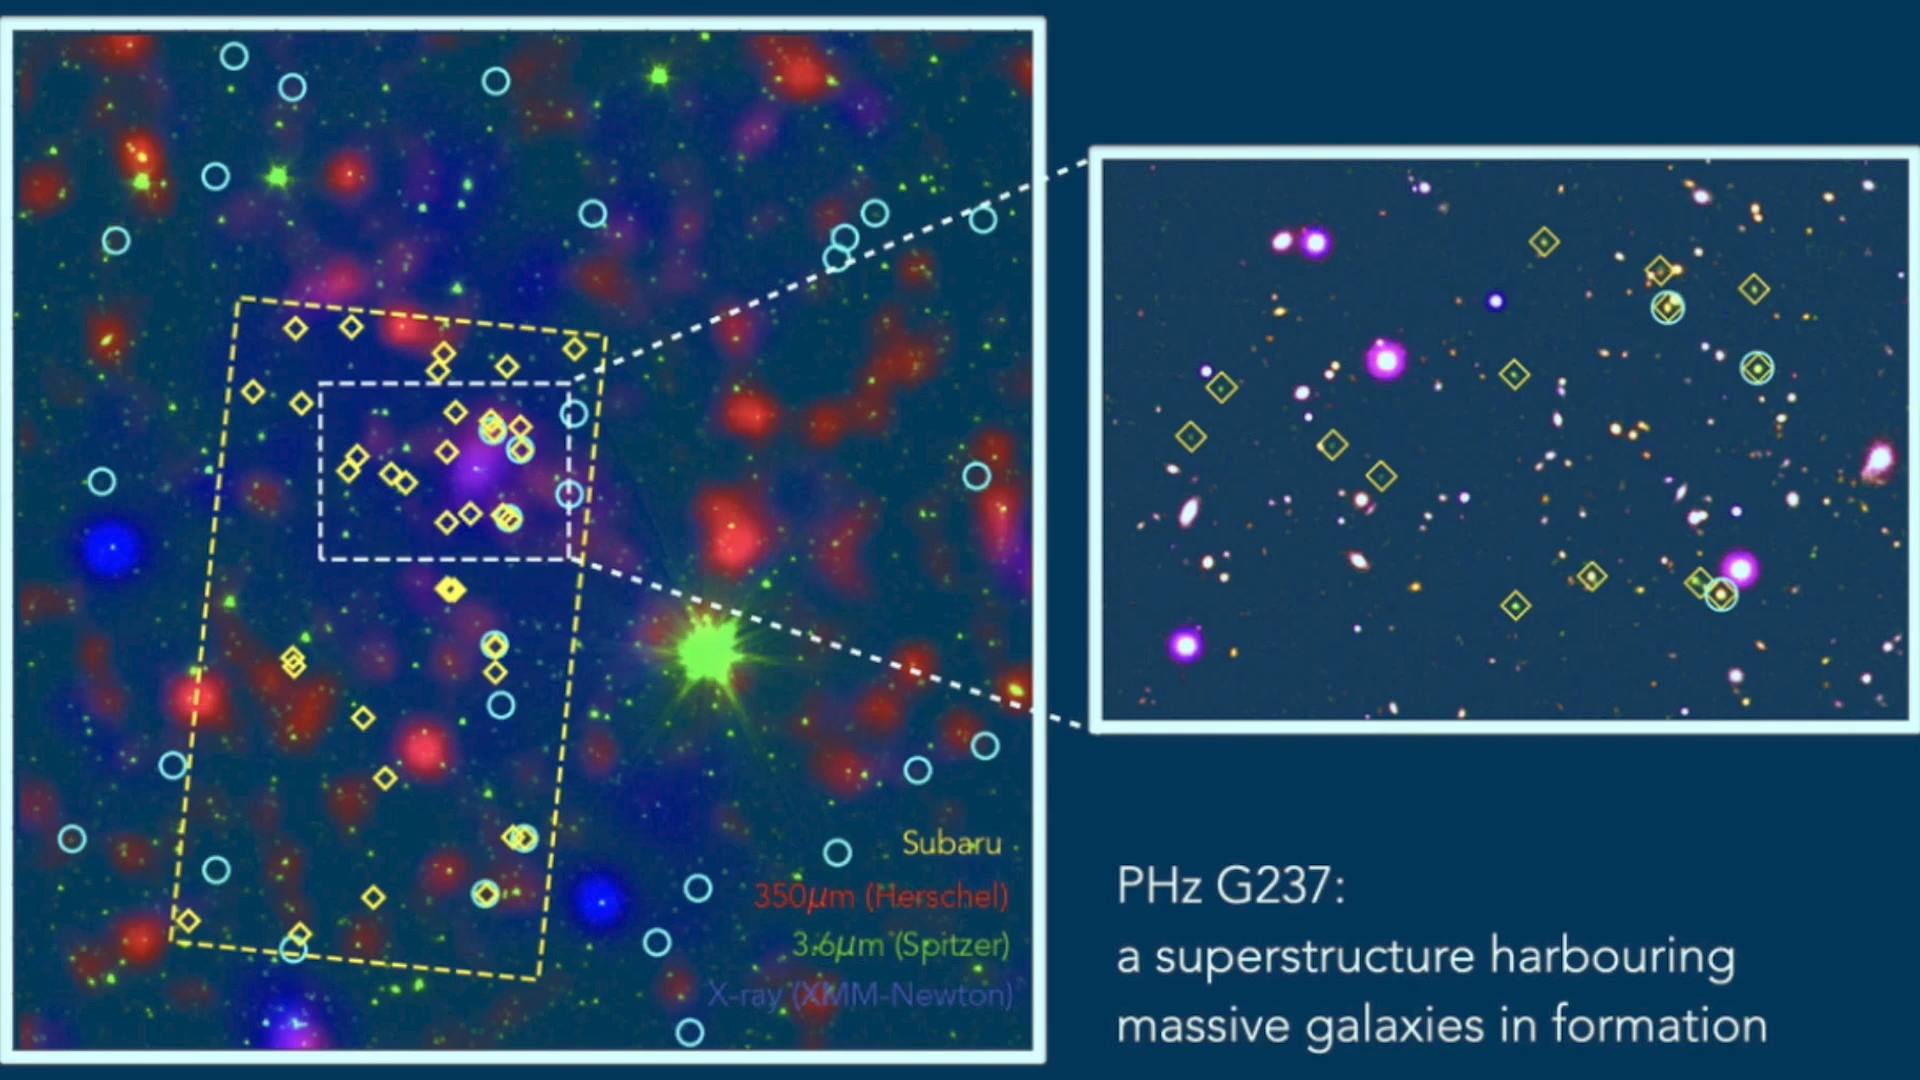 Subaru
350μm (Herschel)
3.6μm (Spitzer)
X-ray (XMM-Newton)
PHz G237:
a superstructure harbouring
massive galaxies in formation